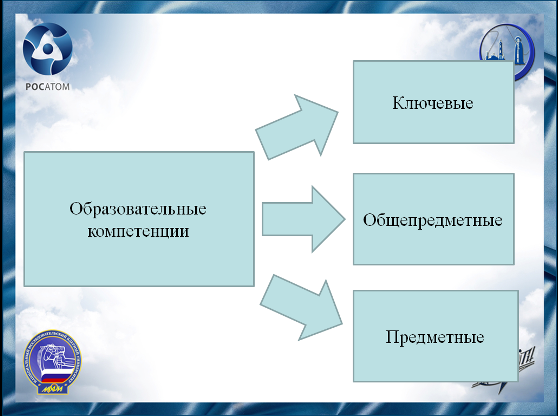 РОСАТОМ
Ключевые
Образовательные
компетенции
Общепредметные
Предметные